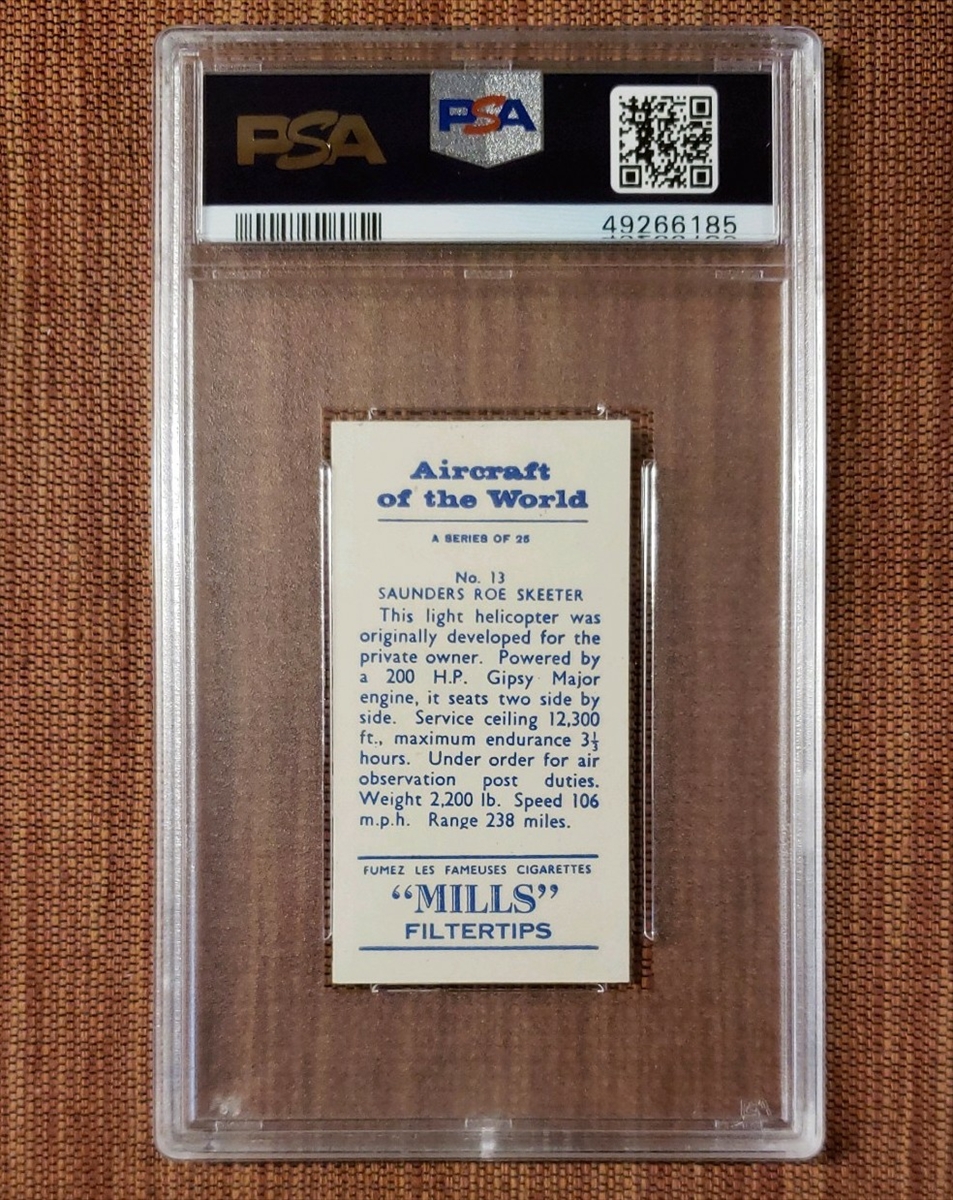 PSA
PSA
49266185
Aircraft
of the World
A SERIES OF 25
No. 13
SAUNDERS ROE SKEETER
This light helicopter was
originally developed for the
private owner. Powered by
a 200 H.P. Gipsy Major
engine, it seats two side by
side. Service ceiling 12,300
ft., maximum endurance 3⅓
hours. Under order for air
observation post duties.
Weight 2,200 lb. Speed 106
m.p.h. Range 238 miles.
FUMEZ LES FAMEUSES CIGARETTES
“MILLS”
FILTERTIPS